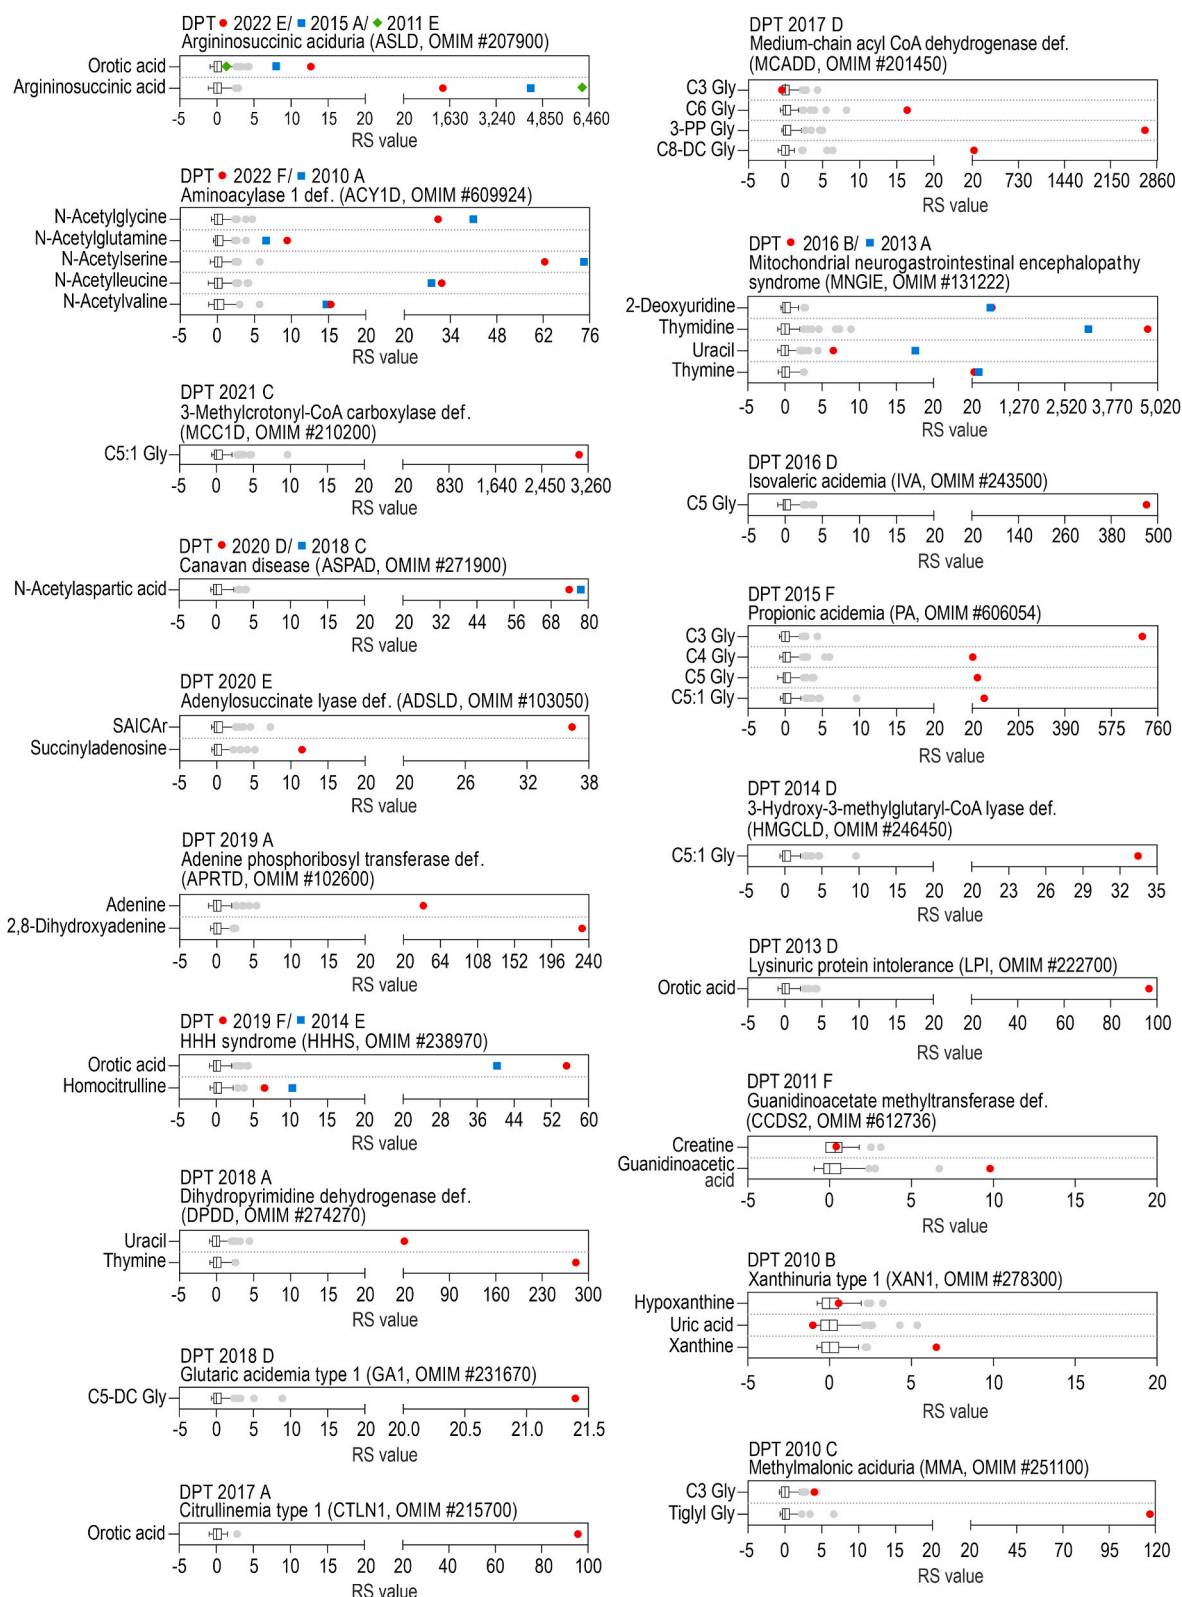 DPT ● 2022 E/ ■ 2015 A/ ◆ 2011 E
Argininosuccinic aciduria (ASLD, OMIM #207900)
Orotic acid
Argininosuccinic acid
-5 0 5 10 15 20 20 1,630 3,240 4,850 6,460
RS value
DPT ● 2022 F/ ■ 2010 A
Aminoacylase 1 def. (ACY1D, OMIM #609924)
N-Acetylglycine
N-Acetylglutamine
N-Acetylserine
N-Acetylleucine
N-Acetylvaline
-5 0 5 10 15 20 20 34 48 62 76
RS value
DPT 2021 C
3-Methylcrotonyl-CoA carboxylase def.
(MCC1D, OMIM #210200)
C5:1 Gly
-5 0 5 10 15 20 20 830 1,640 2,450 3,260
RS value
DPT ● 2020 D/ ■ 2018 C
Canavan disease (ASPAD, OMIM #271900)
N-Acetylaspartic acid
-5 0 5 10 15 20 20 32 44 56 68 80
RS value
DPT 2020 E
Adenylosuccinate lyase def. (ADSLD, OMIM #103050)
SAICAr
Succinyladenosine
-5 0 5 10 15 20 20 26 32 38
RS value
DPT 2019 A
Adenine phosphoribosyl transferase def.
(APRTD, OMIM #102600)
Adenine
2,8-Dihydroxyadenine
-5 0 5 10 15 20 20 64 108 152 196 240
RS value
DPT ● 2019 F/ ■ 2014 E
HHH syndrome (HHHS, OMIM #238970)
Orotic acid
Homocitrulline
-5 0 5 10 15 20 20 28 36 44 52 60
RS value
DPT 2018 A
Dihydropyrimidine dehydrogenase def.
(DPDD, OMIM #274270)
Uracil
Thymine
-5 0 5 10 15 20 20 90 160 230 300
RS value
DPT 2018 D
Glutaric acidemia type 1 (GA1, OMIM #231670)
C5-DC Gly
-5 0 5 10 15 20 20.0 20.5 21.0 21.5
RS value
DPT 2017 A
Citrullinemia type 1 (CTLN1, OMIM #215700)
Orotic acid
-5 0 5 10 15 20 20 40 60 80 100
RS value
DPT 2017 D
Medium-chain acyl CoA dehydrogenase def.
(MCADD, OMIM #201450)
C3 Gly
C6 Gly
3-PP Gly
C8-DC Gly
-5 0 5 10 15 20 20 730 1440 2150 2860
RS value
DPT ● 2016 B/ ■ 2013 A
Mitochondrial neurogastrointestinal encephalopathy
syndrome (MNGIE, OMIM #131222)
2-Deoxyuridine
Thymidine
Uracil
Thymine
-5 0 5 10 15 20 20 1,270 2,520 3,770 5,020
RS value
DPT 2016 D
Isovaleric acidemia (IVA, OMIM #243500)
C5 Gly
-5 0 5 10 15 20 20 140 260 380 500
RS value
DPT 2015 F
Propionic acidemia (PA, OMIM #606054)
C3 Gly
C4 Gly
C5 Gly
C5:1 Gly
-5 0 5 10 15 20 20 205 390 575 760
RS value
DPT 2014 D
3-Hydroxy-3-methylglutaryl-CoA lyase def.
(HMGCLD, OMIM #246450)
C5:1 Gly
-5 0 5 10 15 20 20 23 26 29 32 35
RS value
DPT 2013 D
Lysinuric protein intolerance (LPI, OMIM #222700)
Orotic acid
-5 0 5 10 15 20 20 40 60 80 100
RS value
DPT 2011 F
Guanidinoacetate methyltransferase def.
(CCDS2, OMIM #612736)
Creatine
Guanidinoacetic
acid
-5 0 5 10 15 20
RS value
DPT 2010 B
Xanthinuria type 1 (XAN1, OMIM #278300)
Hypoxanthine
Uric acid
Xanthine
-5 0 5 10 15 20
RS value
DPT 2010 C
Methylmalonic aciduria (MMA, OMIM #251100)
C3 Gly
Tiglyl Gly
-5 0 5 10 15 20 20 45 70 95 120
RS value